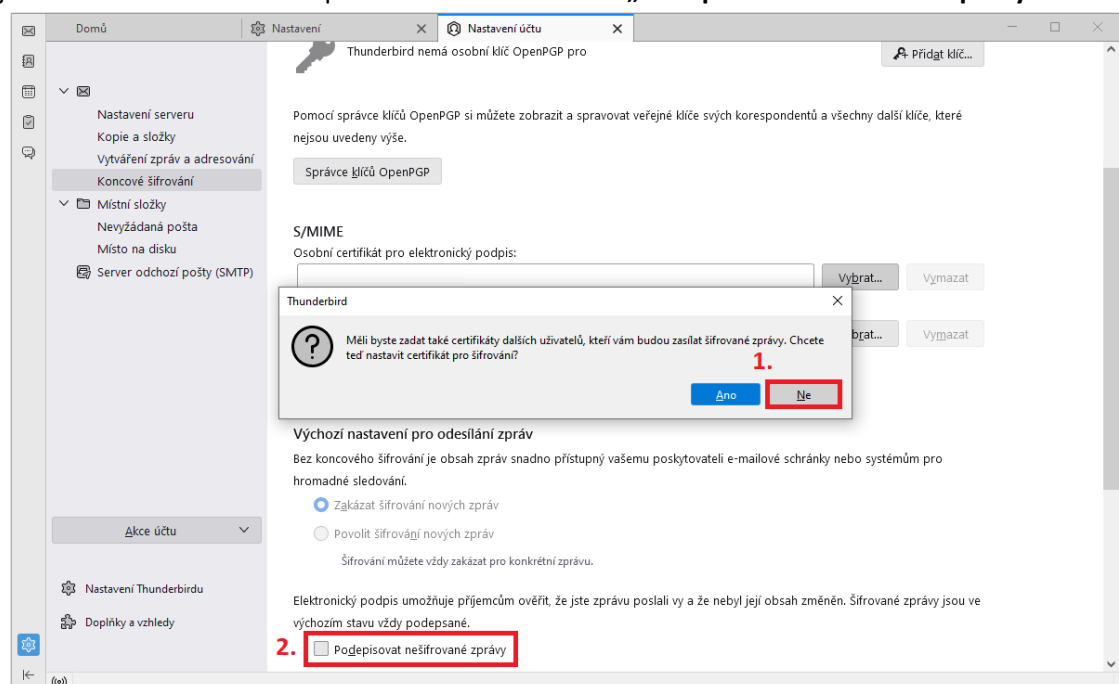 Domů
Nastavení
Nastavení účtu
Thunderbird nemá osobní klíč OpenPGP pro
Přidat klíč...
Nastavení serveru
Kopie a složky
Vytváření zpráv a adresování
Koncové šifrování
Místní složky
Nevyžádaná pošta
Místo na disku
Server odchozí pošty (SMTP)
Pomocí správce klíčů OpenPGP si můžete zobrazit a spravovat veřejné klíče svých korespondentů a všechny další klíče, které
nejsou uvedeny výše.
Správce klíčů OpenPGP
S/MIME
Osobní certifikát pro elektronický podpis:
Vybrat...
Vymazat
Thunderbird
Měli byste zadat také certifikáty dalších uživatelů, kteří vám budou zasílat šifrované zprávy. Chcete
teď nastavit certifikát pro šifrování?
1.
Ano
Ne
Vymazat
Výchozí nastavení pro odesílání zpráv
Bez koncového šifrování je obsah zpráv snadno přístupný vašemu poskytovateli e-mailové schránky nebo systémům pro
hromadné sledování.
Zakázat šifrování nových zpráv
Povolit šifrování nových zpráv
Šifrování můžete vždy zakázat pro konkrétní zprávu.
Akce účtu
Nastavení Thunderbirdu
Doplňky a vzhledy
Elektronický podpis umožňuje příjemcům ověřit, že jste zprávu poslali vy a že nebyl její obsah změněn. Šifrované zprávy jsou ve
výchozím stavu vždy podepsané.
2.
Podepisovat nešifrované zprávy